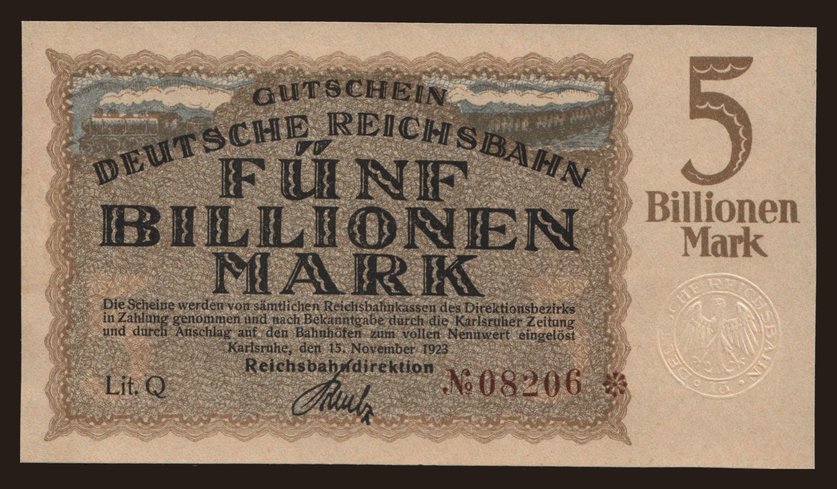 GUTSCHEIN
DEUTSCHE REICHSBAHN
FÜNF
BILLIONEN
MARK
Die Scheine werden von sämtlichen Reichsbahnkassen des Direktionsbezirks
in Zahlung genommen und nach Bekanntgabe durch die Karlsruher Zeitung
und durch Anschlag auf den Bahnhöfen zum vollen Nennwert eingelöst
Karlsruhe, den 15. November 1923
Reichsbahndirektion
Lit. Q
№ 08206
5
Billionen
Mark
DEUTSCHE REICHSBAHN